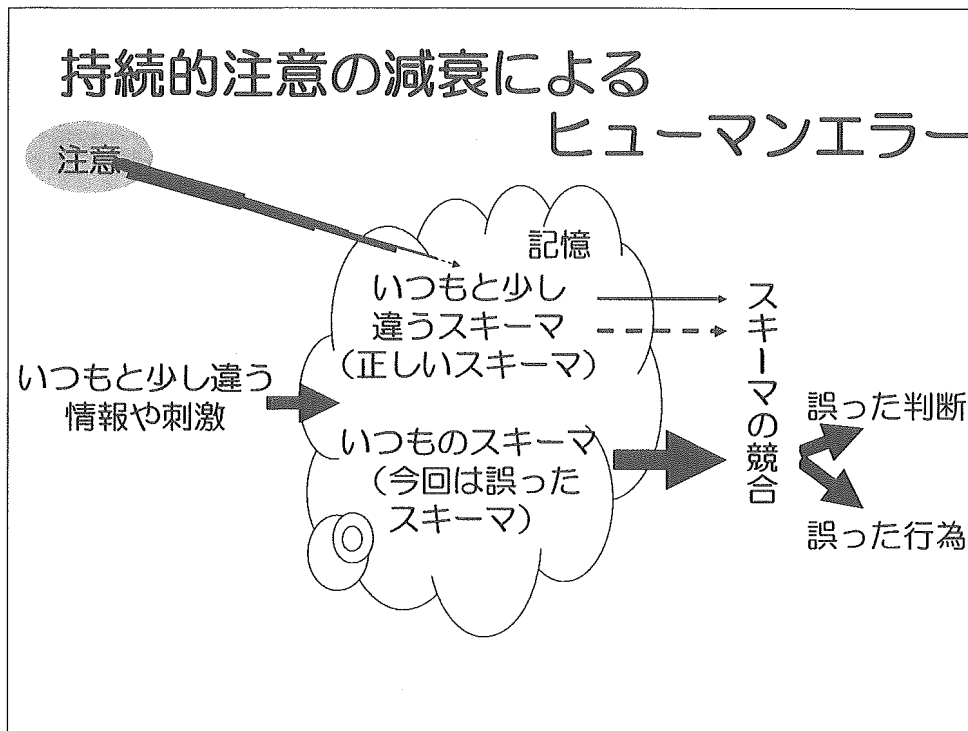 持続的注意の減衰による
ヒューマンエラー
注意
記憶
いつもと少し
違うスキーマ
(正しいスキーマ)
いつもと少し違う
情報や刺激
いつものスキーマ
(今回は誤った
スキーマ)
スキーマの競合
誤った判断
誤った行為